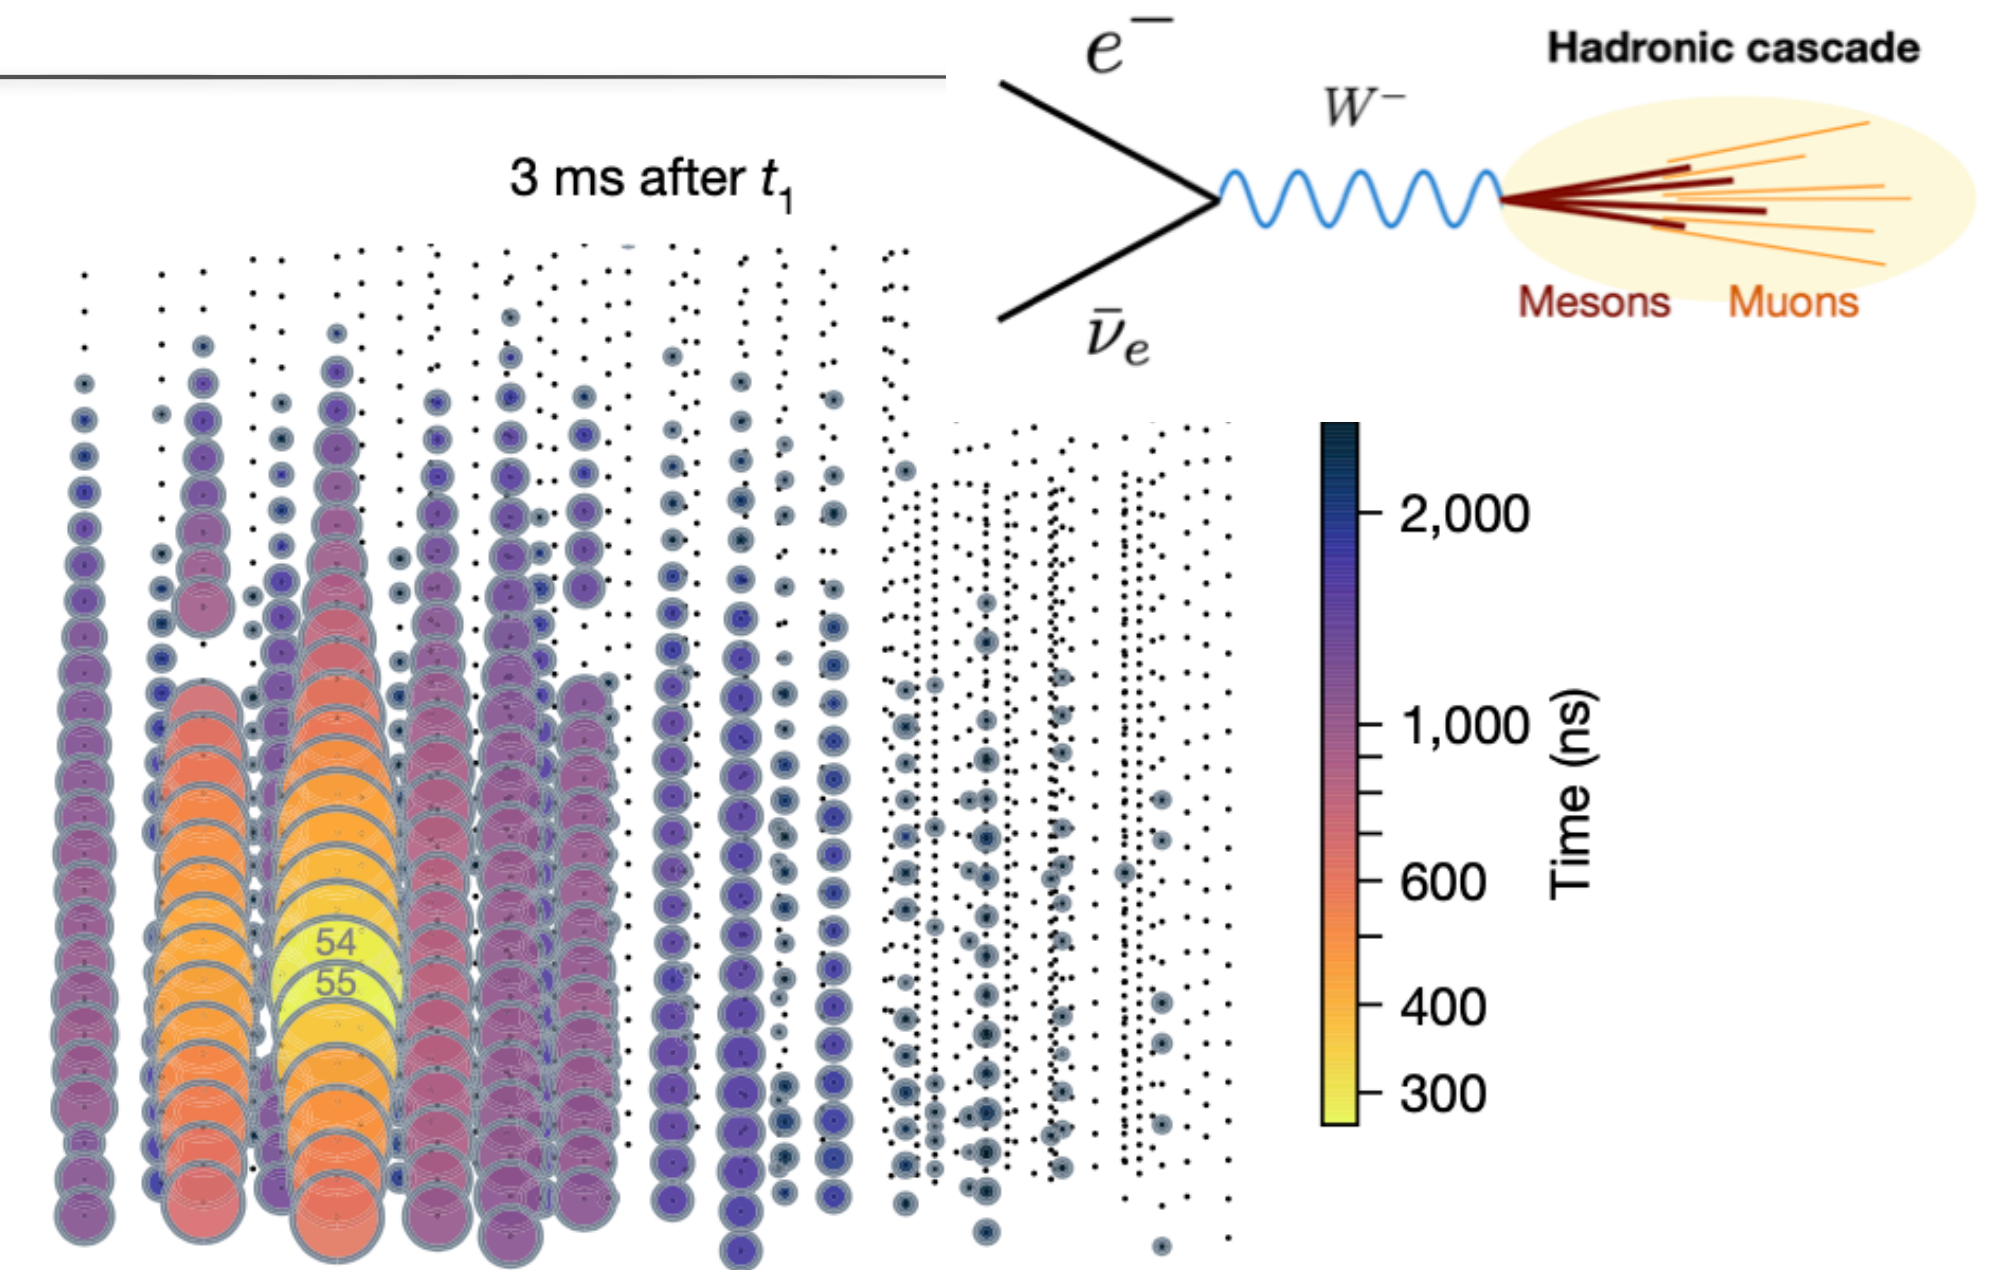 e⁻
W⁻
ν̄ₑ
Hadronic cascade
Mesons Muons
3 ms after t₁
54
55
2,000
1,000
600
400
300
Time (ns)